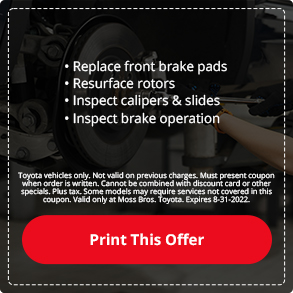 • Replace front brake pads
• Resurface rotors
• Inspect calipers & slides
• Inspect brake operation
Toyota vehicles only. Not valid on previous charges. Must present coupon
when order is written. Cannot be combined with discount card or other
specials. Plus tax. Some models may require services not covered in this
coupon. Valid only at Moss Bros. Toyota. Expires 8-31-2022.
Print This Offer